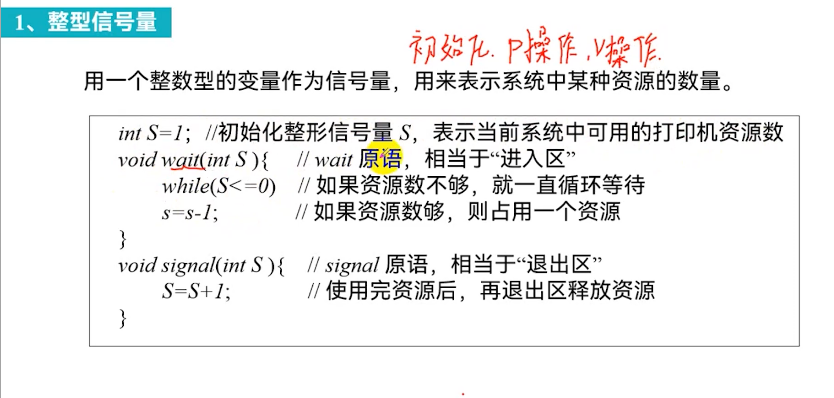 1、整型信号量
初始化. P操作, V操作.
用一个整数型的变量作为信号量，用来表示系统中某种资源的数量。
int S=1; //初始化整形信号量 S，表示当前系统中可用的打印机资源数
void wait(int S ){ // wait 原语，相当于“进入区”
while(S<=0) // 如果资源数不够，就一直循环等待
s=s-1; // 如果资源数够，则占用一个资源
}
void signal(int S ){ // signal 原语，相当于“退出区”
S=S+1; // 使用完资源后，再退出区释放资源
}